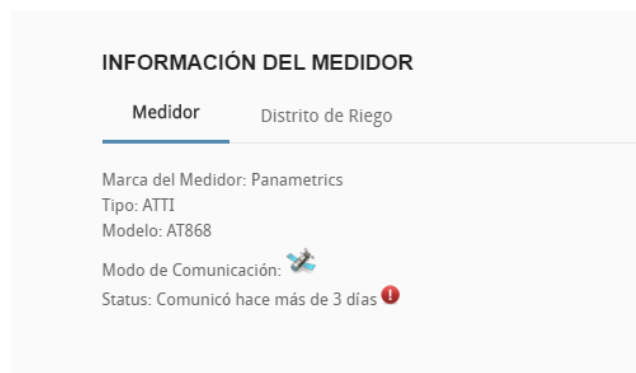 INFORMACIÓN DEL MEDIDOR
Medidor Distrito de Riego
Marca del Medidor: Panametrics
Tipo: ATTI
Modelo: AT868
Modo de Comunicación:
Status: Comunicó hace más de 3 días